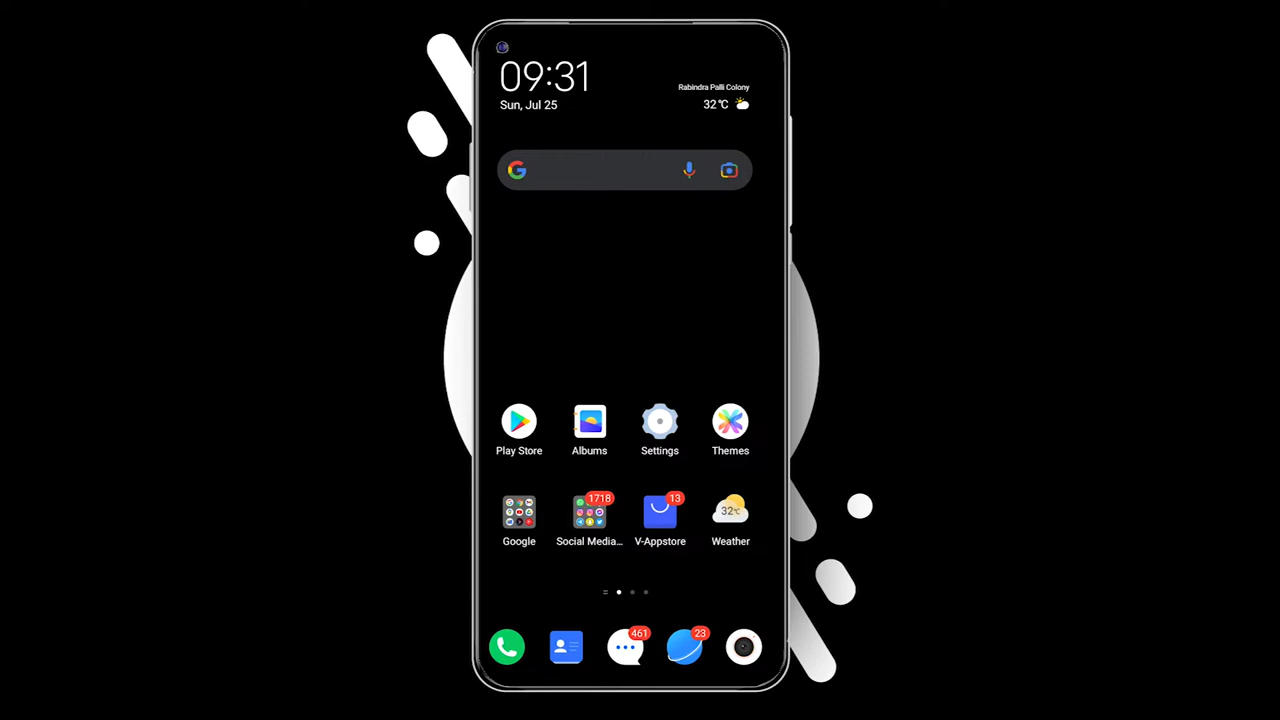 09:31
Sun, Jul 25
Rabindra Palli Colony
32°C
Play Store
Albums
Settings
Themes
1718
13
32°C
Google
Social Media...
V-Appstore
Weather
461
23